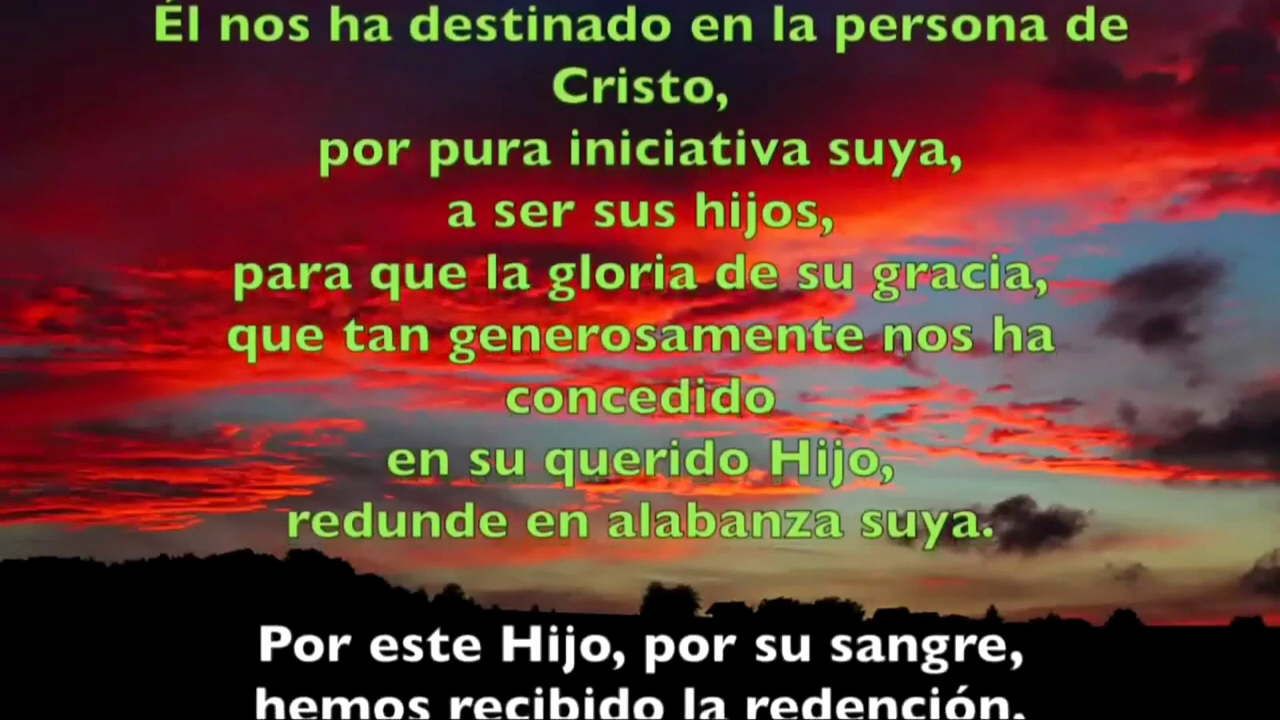 Él nos ha destinado en la persona de
Cristo,
por pura iniciativa suya,
a ser sus hijos,
para que la gloria de su gracia,
que tan generosamente nos ha
concedido
en su querido Hijo,
redunde en alabanza suya.
Por este Hijo, por su sangre,
hemos recibido la redención,